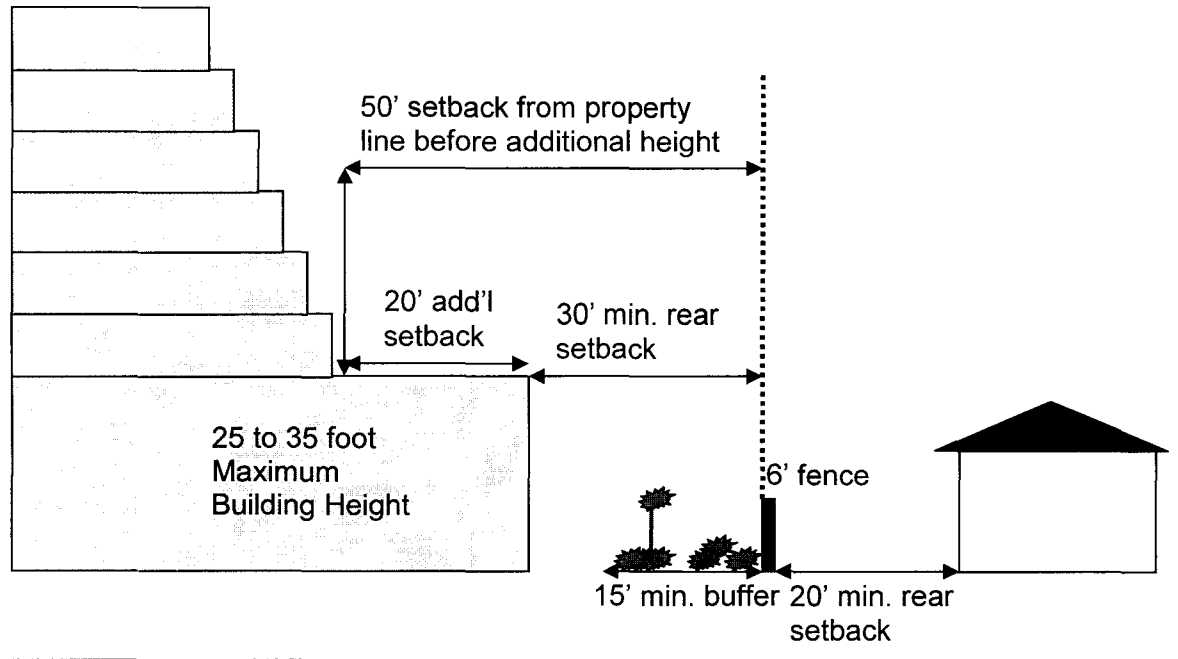 50' setback from property
line before additional height
20' add'l
setback
30' min. rear
setback
25 to 35 foot
Maximum
Building Height
6' fence
15' min. buffer
20' min. rear
setback